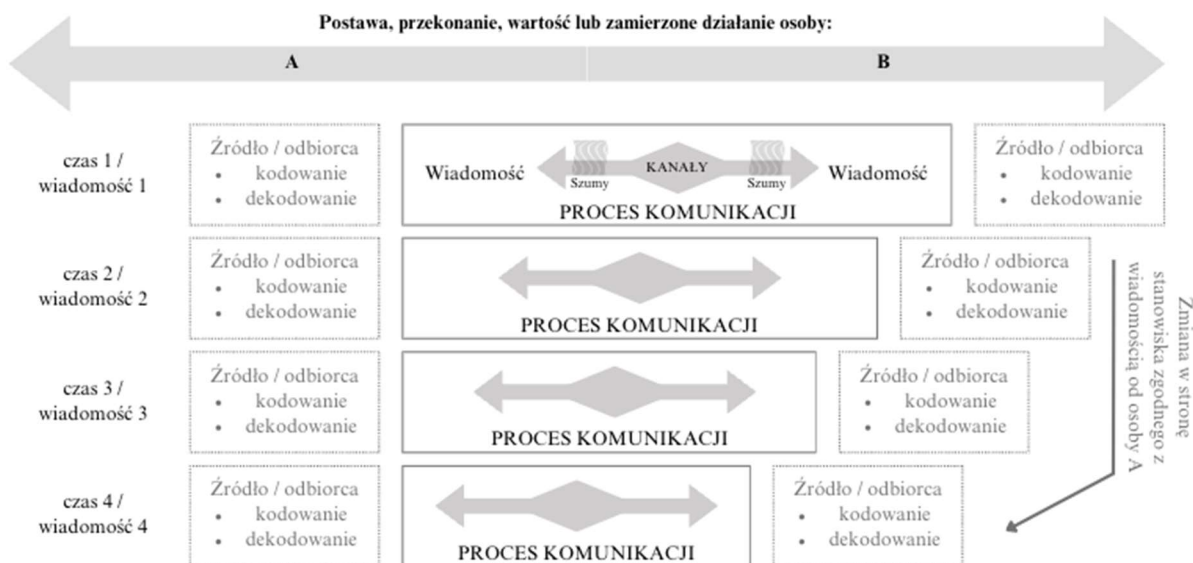 Postawa, przekonanie, wartość lub zamierzone działanie osoby:
A
B
czas 1 /
wiadomość 1
Źródło / odbiorca
• kodowanie
• dekodowanie
Wiadomość
Szumy
KANAŁY
Szumy
Wiadomość
PROCES KOMUNIKACJI
Źródło / odbiorca
• kodowanie
• dekodowanie
czas 2 /
wiadomość 2
Źródło / odbiorca
• kodowanie
• dekodowanie
PROCES KOMUNIKACJI
Źródło / odbiorca
• kodowanie
• dekodowanie
czas 3 /
wiadomość 3
Źródło / odbiorca
• kodowanie
• dekodowanie
PROCES KOMUNIKACJI
Źródło / odbiorca
• kodowanie
• dekodowanie
czas 4 /
wiadomość 4
Źródło / odbiorca
• kodowanie
• dekodowanie
PROCES KOMUNIKACJI
Źródło / odbiorca
• kodowanie
• dekodowanie
Zmiana w stronę
stanowiska zgodnego z
wiadomością od osoby A